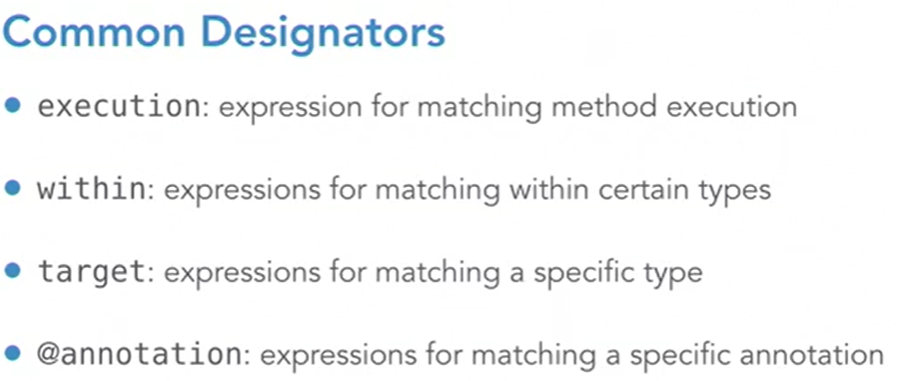 Common Designators
• execution: expression for matching method execution
• within: expressions for matching within certain types
• target: expressions for matching a specific type
• @annotation: expressions for matching a specific annotation